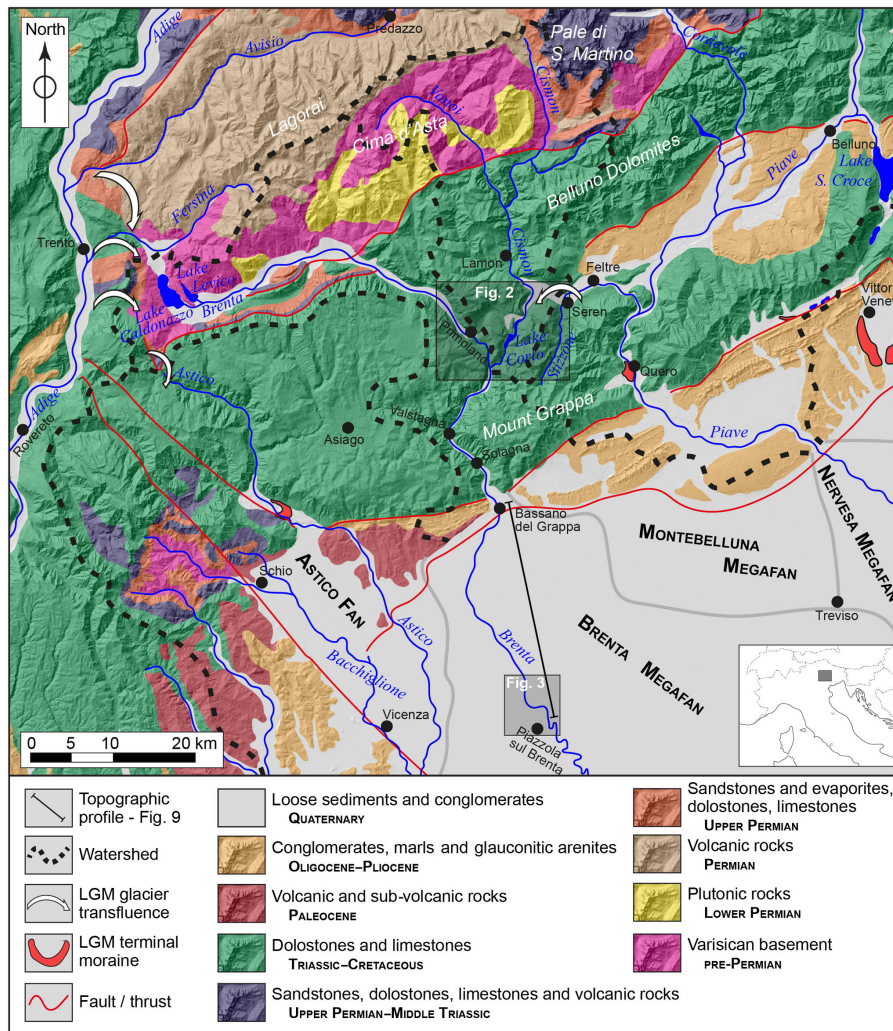 North
Adige
Predazzo
Avisio
Pale di
S. Martino
Cordevole
Cismon
Vanoi
Lagorai
Cima d'Asta
Belluno
Lake
S. Croce
Piave
Belluno Dolomites
Fersina
Trento
Lamon
Cismon
Feltre
Lake
Levico
Fig. 2
Seren
Vittorio
Veneto
Lake
Caldonazzo
Brenta
Primolano
Lake
Corlo
Stizzone
Quero
Astico
Adige
Rovereto
Valstagna
Mount Grappa
Asiago
Solagna
Piave
Bassano
del Grappa
Nervesa Megafan
Montebelluna
Megafan
Schio
Astico Fan
Astico
Treviso
Brenta
Brenta
Megafan
Bacchiglione
Fig. 3
Vicenza
Piazzola
sul Brenta
0 5 10 20 km
Topographic
profile - Fig. 9
Watershed
LGM glacier
transfluence
LGM terminal
moraine
Fault / thrust
Loose sediments and conglomerates
Quaternary
Conglomerates, marls and glauconitic arenites
Oligocene–Pliocene
Volcanic and sub-volcanic rocks
Paleocene
Dolostones and limestones
Triassic–Cretaceous
Sandstones, dolostones, limestones and volcanic rocks
Upper Permian–Middle Triassic
Sandstones and evaporites,
dolostones, limestones
Upper Permian
Volcanic rocks
Permian
Plutonic rocks
Lower Permian
Varisican basement
pre-Permian